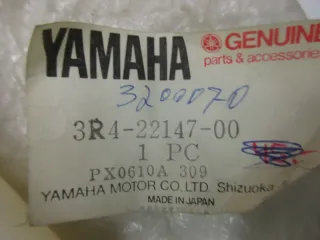 YAMAHA
GENUINE
parts & accessories
3200070
3R4-22147-00
1 PC
PX0610A 309
YAMAHA MOTOR CO., LTD. Shizuoka
MADE IN JAPAN